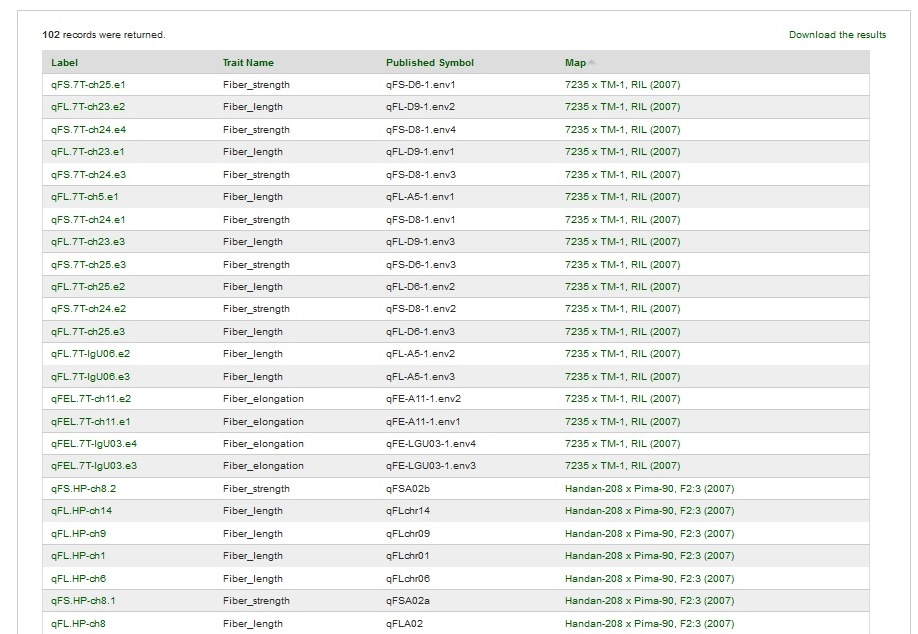 102 records were returned. Download the results
Label Trait Name Published Symbol Map
qFS.7T-ch25.e1 Fiber_strength qFS-D6-1.env1 7235 x TM-1, RIL (2007)
qFL.7T-ch23.e2 Fiber_length qFL-D9-1.env2 7235 x TM-1, RIL (2007)
qFS.7T-ch24.e4 Fiber_strength qFS-D8-1.env4 7235 x TM-1, RIL (2007)
qFL.7T-ch23.e1 Fiber_length qFL-D9-1.env1 7235 x TM-1, RIL (2007)
qFS.7T-ch24.e3 Fiber_strength qFS-D8-1.env3 7235 x TM-1, RIL (2007)
qFL.7T-ch5.e1 Fiber_length qFL-A5-1.env1 7235 x TM-1, RIL (2007)
qFS.7T-ch24.e1 Fiber_strength qFS-D8-1.env1 7235 x TM-1, RIL (2007)
qFL.7T-ch23.e3 Fiber_length qFL-D9-1.env3 7235 x TM-1, RIL (2007)
qFS.7T-ch25.e3 Fiber_strength qFS-D6-1.env3 7235 x TM-1, RIL (2007)
qFL.7T-ch25.e2 Fiber_length qFL-D6-1.env2 7235 x TM-1, RIL (2007)
qFS.7T-ch24.e2 Fiber_strength qFS-D8-1.env2 7235 x TM-1, RIL (2007)
qFL.7T-ch25.e3 Fiber_length qFL-D6-1.env3 7235 x TM-1, RIL (2007)
qFL.7T-lgU06.e2 Fiber_length qFL-A5-1.env2 7235 x TM-1, RIL (2007)
qFL.7T-lgU06.e3 Fiber_length qFL-A5-1.env3 7235 x TM-1, RIL (2007)
qFEL.7T-ch11.e2 Fiber_elongation qFE-A11-1.env2 7235 x TM-1, RIL (2007)
qFEL.7T-ch11.e1 Fiber_elongation qFE-A11-1.env1 7235 x TM-1, RIL (2007)
qFEL.7T-lgU03.e4 Fiber_elongation qFE-LGU03-1.env4 7235 x TM-1, RIL (2007)
qFEL.7T-lgU03.e3 Fiber_elongation qFE-LGU03-1.env3 7235 x TM-1, RIL (2007)
qFS.HP-ch8.2 Fiber_strength qFSA02b Handan-208 x Pima-90, F2:3 (2007)
qFL.HP-ch14 Fiber_length qFLchr14 Handan-208 x Pima-90, F2:3 (2007)
qFL.HP-ch9 Fiber_length qFLchr09 Handan-208 x Pima-90, F2:3 (2007)
qFL.HP-ch1 Fiber_length qFLchr01 Handan-208 x Pima-90, F2:3 (2007)
qFL.HP-ch6 Fiber_length qFLchr06 Handan-208 x Pima-90, F2:3 (2007)
qFS.HP-ch8.1 Fiber_strength qFSA02a Handan-208 x Pima-90, F2:3 (2007)
qFL.HP-ch8 Fiber_length qFLA02 Handan-208 x Pima-90, F2:3 (2007)